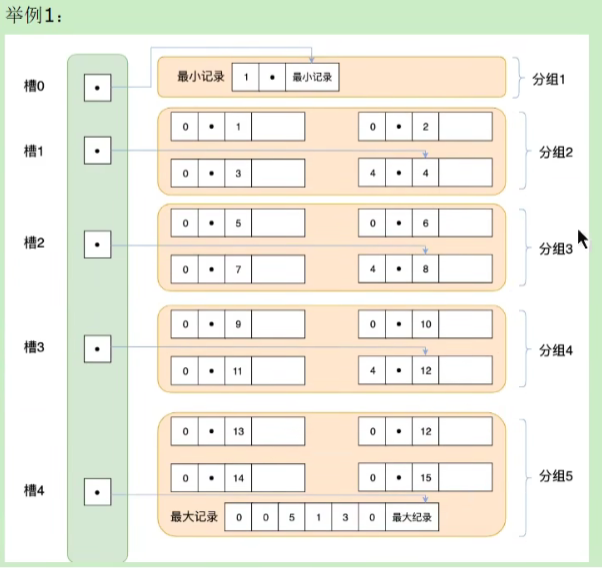 举例1：
槽0
最小记录 1 • 最小记录
分组1
槽1
0 • 1
0 • 2
0 • 3
4 • 4
分组2
槽2
0 • 5
0 • 6
0 • 7
4 • 8
分组3
槽3
0 • 9
0 • 10
0 • 11
4 • 12
分组4
槽4
0 • 13
0 • 12
0 • 14
0 • 15
最大记录 0 0 5 1 3 0 最大纪录
分组5